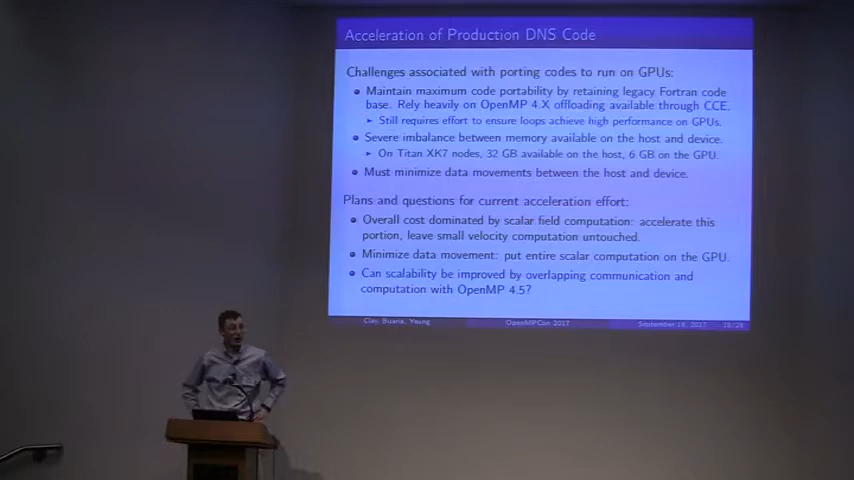 Acceleration of Production DNS Code
Challenges associated with porting codes to run on GPUs:
Maintain maximum code portability by retaining legacy Fortran code
base. Rely heavily on OpenMP 4.X offloading available through CCE.
Still requires effort to ensure loops achieve high performance on GPUs.
Severe imbalance between memory available on the host and device.
On Titan XK7 nodes, 32 GB available on the host, 6 GB on the GPU.
Must minimize data movements between the host and device.
Plans and questions for current acceleration effort:
Overall cost dominated by scalar field computation: accelerate this
portion, leave small velocity computation untouched.
Minimize data movement: put entire scalar computation on the GPU.
Can scalability be improved by overlapping communication and
computation with OpenMP 4.5?
Clay, Buaria, Yeung OpenMPCon 2017 September 2017